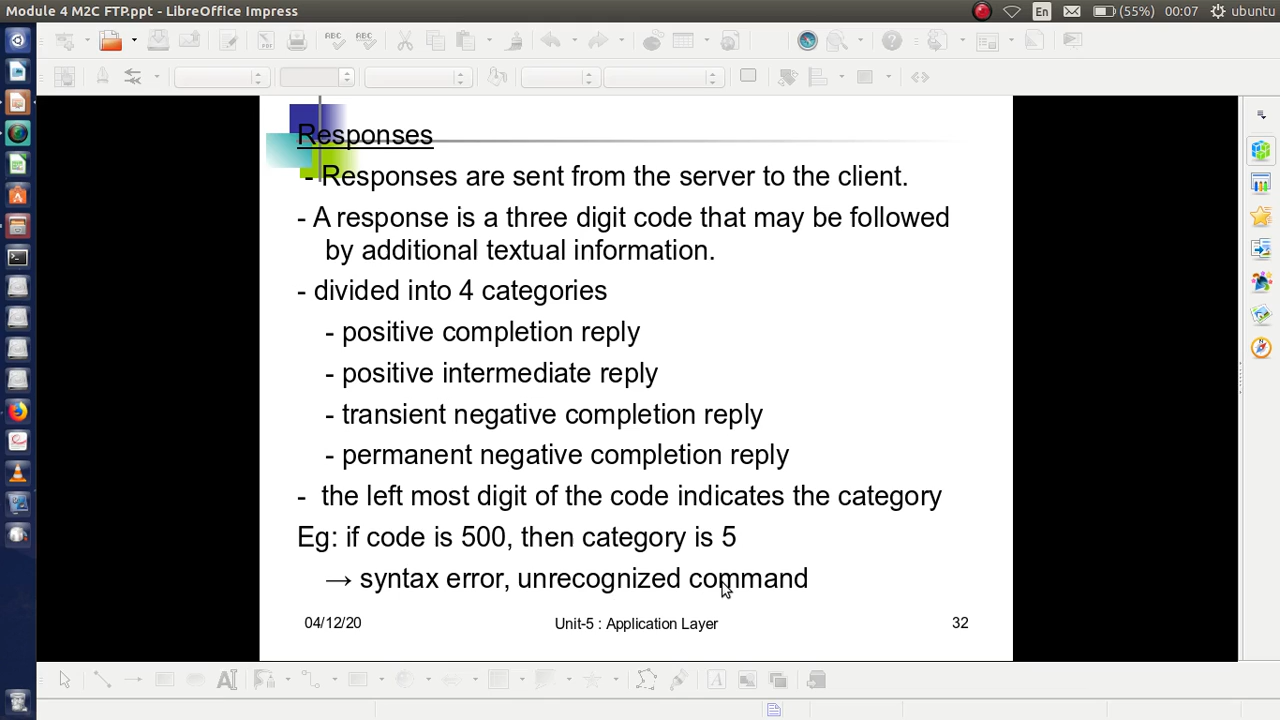 Module 4 M2C FTP.ppt - LibreOffice Impress
En
(55%)
00:07
ubuntu
ABC
ABC
Responses
- Responses are sent from the server to the client.
- A response is a three digit code that may be followed
by additional textual information.
- divided into 4 categories
- positive completion reply
- positive intermediate reply
- transient negative completion reply
- permanent negative completion reply
- the left most digit of the code indicates the category
Eg: if code is 500, then category is 5
→ syntax error, unrecognized command
04/12/20
Unit-5 : Application Layer
32